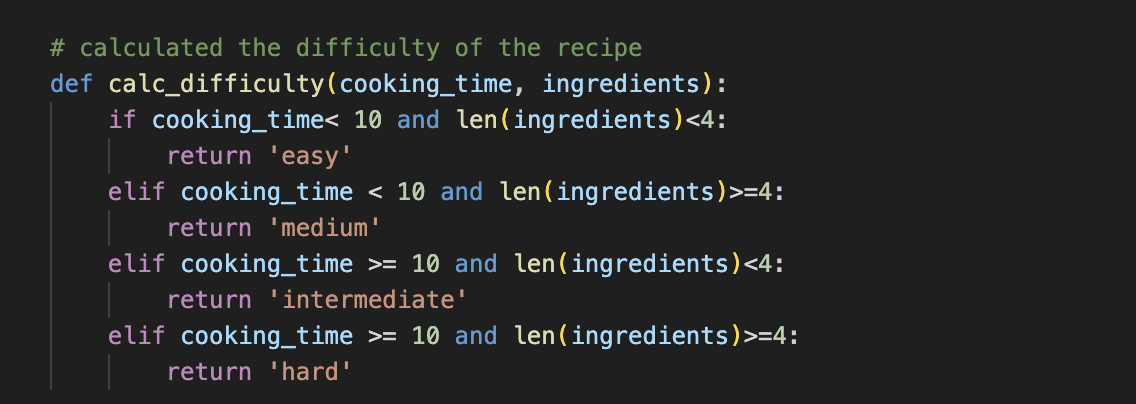 # calculated the difficulty of the recipe
def calc_difficulty(cooking_time, ingredients):
    if cooking_time< 10 and len(ingredients)<4:
        return 'easy'
    elif cooking_time < 10 and len(ingredients)>=4:
        return 'medium'
    elif cooking_time >= 10 and len(ingredients)<4:
        return 'intermediate'
    elif cooking_time >= 10 and len(ingredients)>=4:
        return 'hard'